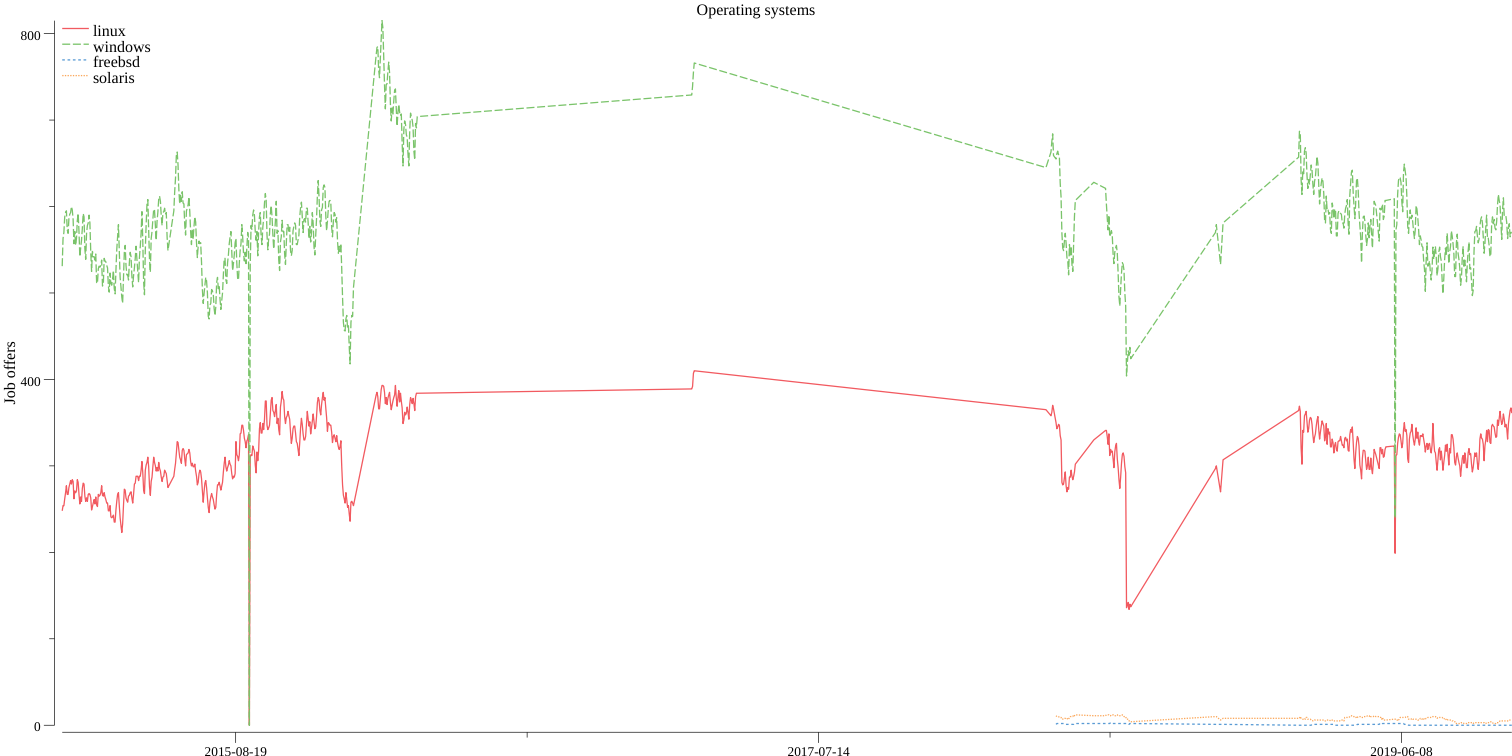 Operating systems
800
linux
windows
freebsd
solaris
Job offers
400
0
2015-08-19
2017-07-14
2019-06-08